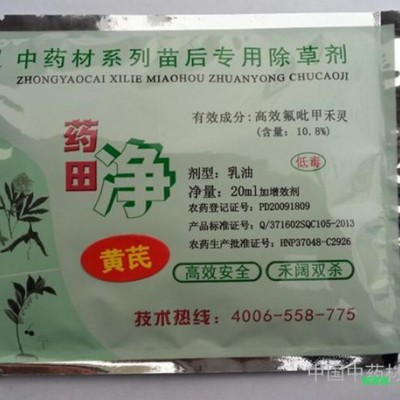 中药材系列苗后专用除草剂
ZHONGYAOCAI XILIE MIAOHOU ZHUANYONG CHUCAOJI
药田净
有效成分:高效氟吡甲禾灵
(含量:10.8%)
低毒
剂型:乳油
净量:20ml加增效剂
农药登记证号:PD20091809
产品标准证号:Q/371602SQC105-2013
农药生产批准证号:HNP37048-C2926
黄芪
高效安全
禾阔双杀
技术热线:4006-558-775
中国中药材